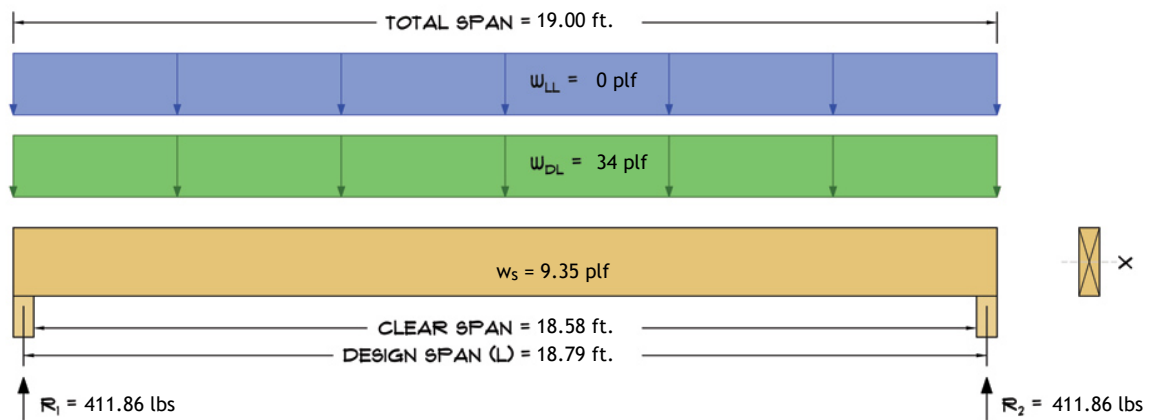 TOTAL SPAN = 19.00 ft.
wLL = 0 plf
wDL = 34 plf
ws = 9.35 plf
X
CLEAR SPAN = 18.58 ft.
DESIGN SPAN (L) = 18.79 ft.
R1 = 411.86 lbs
R2 = 411.86 lbs